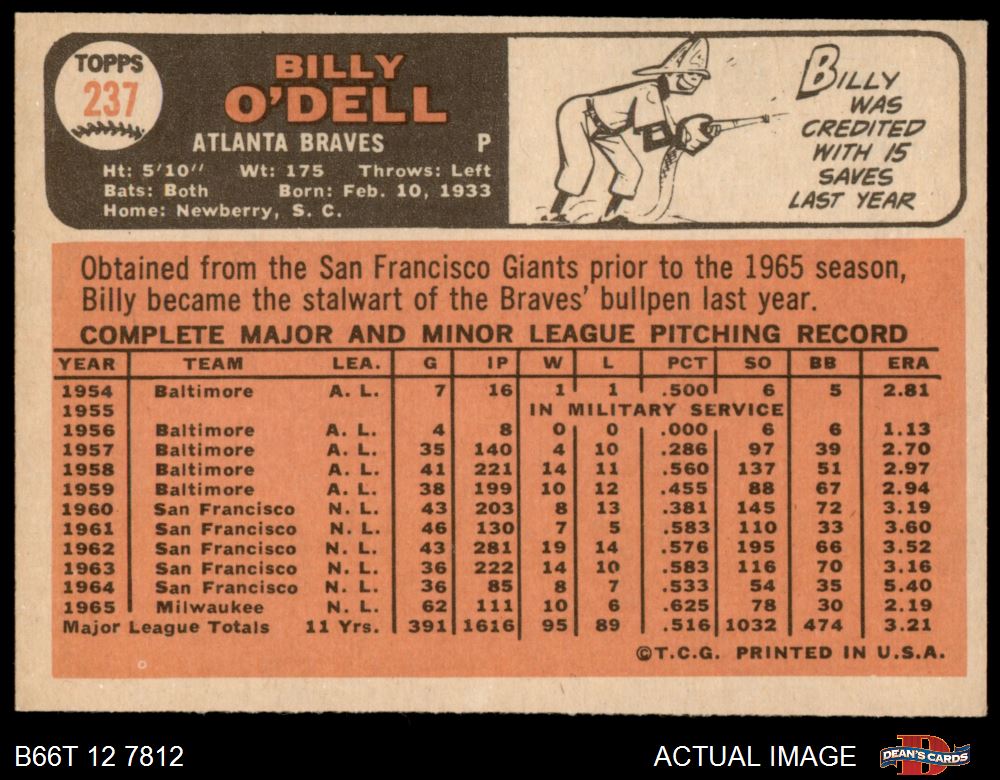 TOPPS
237
BILLY
O'DELL
ATLANTA BRAVES P
Ht: 5'10" Wt: 175 Throws: Left
Bats: Both Born: Feb. 10, 1933
Home: Newberry, S. C.
BILLY
WAS
CREDITED
WITH 15
SAVES
LAST YEAR
Obtained from the San Francisco Giants prior to the 1965 season,
Billy became the stalwart of the Braves' bullpen last year.
COMPLETE MAJOR AND MINOR LEAGUE PITCHING RECORD
YEAR TEAM LEA. G IP W L PCT SO BB ERA
1954 Baltimore A. L. 7 16 1 1 .500 6 5 2.81
1955 IN MILITARY SERVICE
1956 Baltimore A. L. 4 8 0 0 .000 6 6 1.13
1957 Baltimore A. L. 35 140 4 10 .286 97 39 2.70
1958 Baltimore A. L. 41 221 14 11 .560 137 51 2.97
1959 Baltimore A. L. 38 199 10 12 .455 88 67 2.94
1960 San Francisco N. L. 43 203 8 13 .381 145 72 3.19
1961 San Francisco N. L. 46 130 7 5 .583 110 33 3.60
1962 San Francisco N. L. 43 281 19 14 .576 195 66 3.52
1963 San Francisco N. L. 36 222 14 10 .583 116 70 3.16
1964 San Francisco N. L. 36 85 8 7 .533 54 35 5.40
1965 Milwaukee N. L. 62 111 10 6 .625 78 30 2.19
Major League Totals 11 Yrs. 391 1616 95 89 .516 1032 474 3.21
©T.C.G. PRINTED IN U.S.A.
B66T 12 7812 ACTUAL IMAGE DEAN'S CARDS